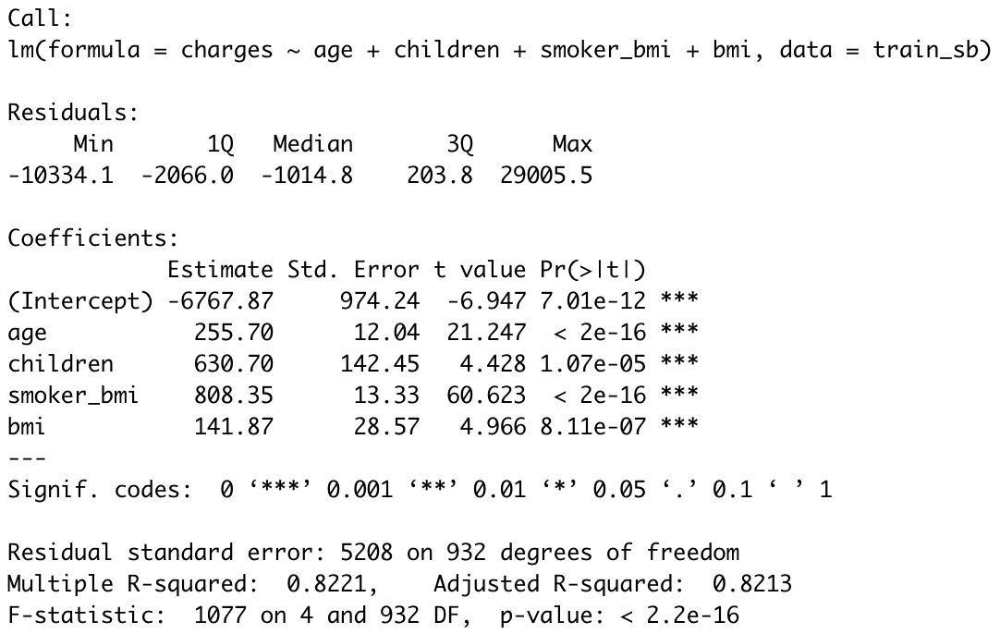 Call:
lm(formula = charges ~ age + children + smoker_bmi + bmi, data = train_sb)
Residuals:
     Min       1Q   Median       3Q      Max
-10334.1  -2066.0  -1014.8    203.8  29005.5
Coefficients:
            Estimate Std. Error t value Pr(>|t|)
(Intercept) -6767.87     974.24  -6.947 7.01e-12 ***
age           255.70      12.04  21.247  < 2e-16 ***
children      630.70     142.45   4.428 1.07e-05 ***
smoker_bmi    808.35      13.33  60.623  < 2e-16 ***
bmi           141.87      28.57   4.966 8.11e-07 ***
---
Signif. codes:  0 ‘***’ 0.001 ‘**’ 0.01 ‘*’ 0.05 ‘.’ 0.1 ‘ ’ 1
Residual standard error: 5208 on 932 degrees of freedom
Multiple R-squared:  0.8221,    Adjusted R-squared:  0.8213
F-statistic:  1077 on 4 and 932 DF,  p-value: < 2.2e-16